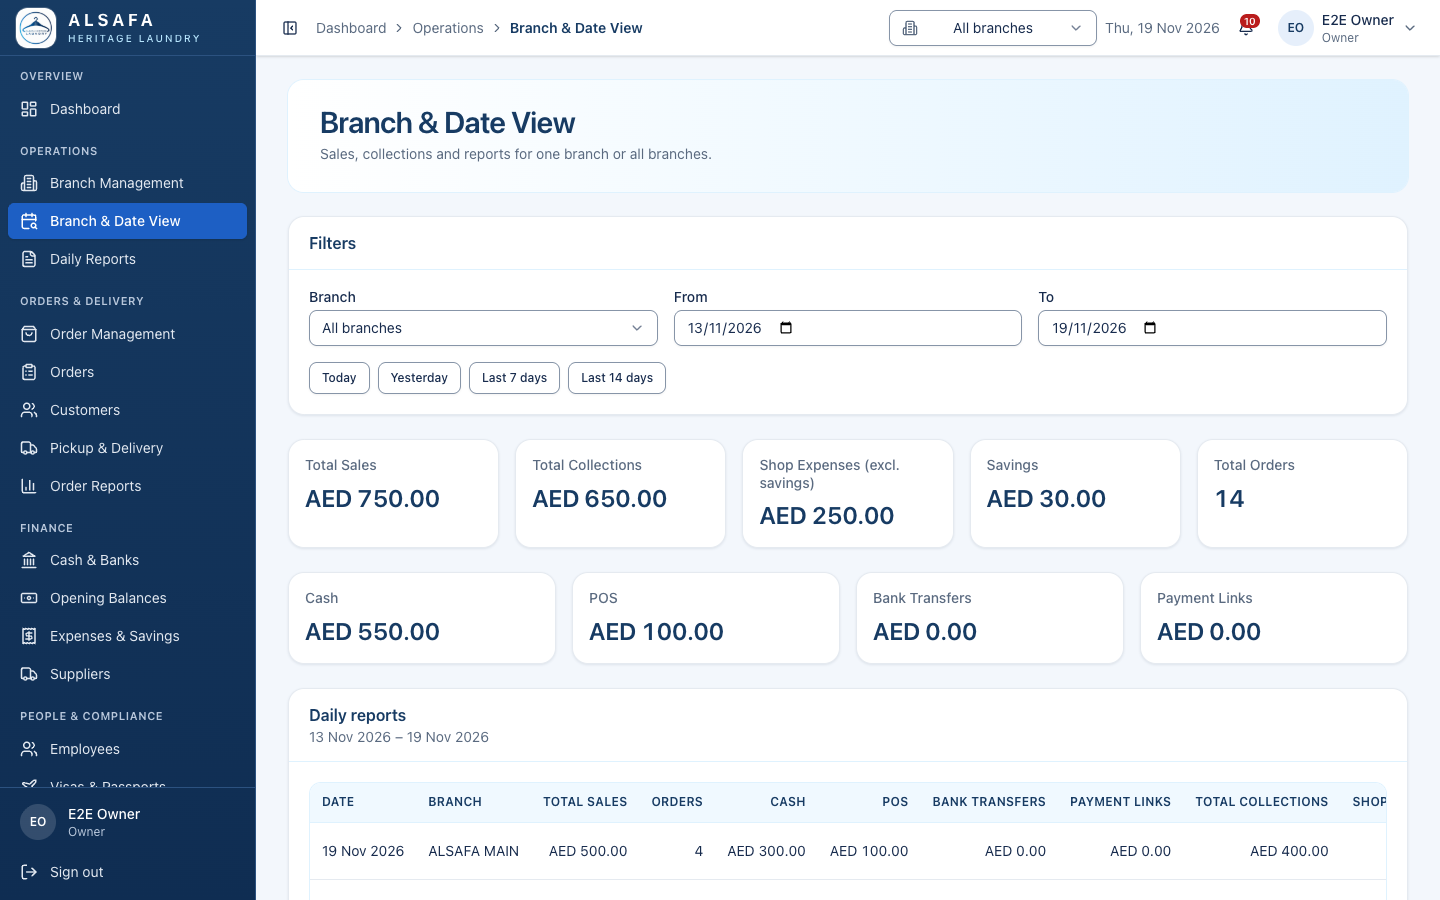 ALSAFA
HERITAGE LAUNDRY
OVERVIEW
Dashboard
OPERATIONS
Branch Management
Branch & Date View
Daily Reports
ORDERS & DELIVERY
Order Management
Orders
Customers
Pickup & Delivery
Order Reports
FINANCE
Cash & Banks
Opening Balances
Expenses & Savings
Suppliers
PEOPLE & COMPLIANCE
Employees
Visas & Passports
EO
E2E Owner
Owner
Sign out
Dashboard > Operations > Branch & Date View
All branches
Thu, 19 Nov 2026
10
EO
E2E Owner
Owner
Branch & Date View
Sales, collections and reports for one branch or all branches.
Filters
Branch From To
All branches 13/11/2026 19/11/2026
Today Yesterday Last 7 days Last 14 days
Total Sales
AED 750.00
Total Collections
AED 650.00
Shop Expenses (excl.
savings)
AED 250.00
Savings
AED 30.00
Total Orders
14
Cash
AED 550.00
POS
AED 100.00
Bank Transfers
AED 0.00
Payment Links
AED 0.00
Daily reports
13 Nov 2026 – 19 Nov 2026
DATE BRANCH TOTAL SALES ORDERS CASH POS BANK TRANSFERS PAYMENT LINKS TOTAL COLLECTIONS SHOP
19 Nov 2026 ALSAFA MAIN AED 500.00 4 AED 300.00 AED 100.00 AED 0.00 AED 0.00 AED 400.00